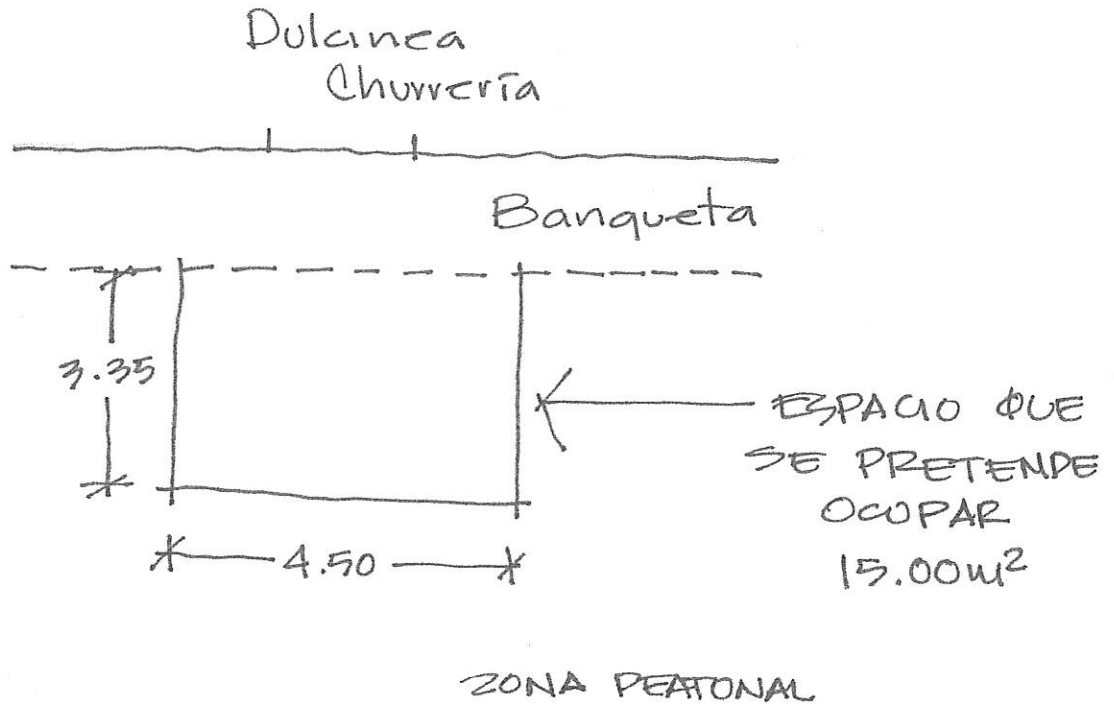 Dulcinea
Churrería
Banqueta
3.35
ESPACIO QUE
SE PRETENDE
OCUPAR
15.00m²
4.50
ZONA PEATONAL